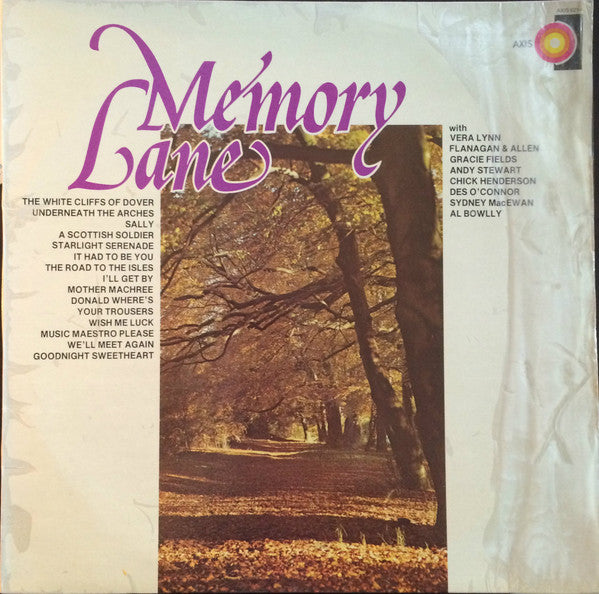 Memory
Lane
AXIS
with
VERA LYNN
FLANAGAN & ALLEN
GRACIE FIELDS
ANDY STEWART
CHICK HENDERSON
DES O'CONNOR
SYDNEY MacEWAN
AL BOWLLY
THE WHITE CLIFFS OF DOVER
UNDERNEATH THE ARCHES
SALLY
A SCOTTISH SOLDIER
STARLIGHT SERENADE
IT HAD TO BE YOU
THE ROAD TO THE ISLES
I'LL GET BY
MOTHER MACHREE
DONALD WHERE'S
YOUR TROUSERS
WISH ME LUCK
MUSIC MAESTRO PLEASE
WE'LL MEET AGAIN
GOODNIGHT SWEETHEART